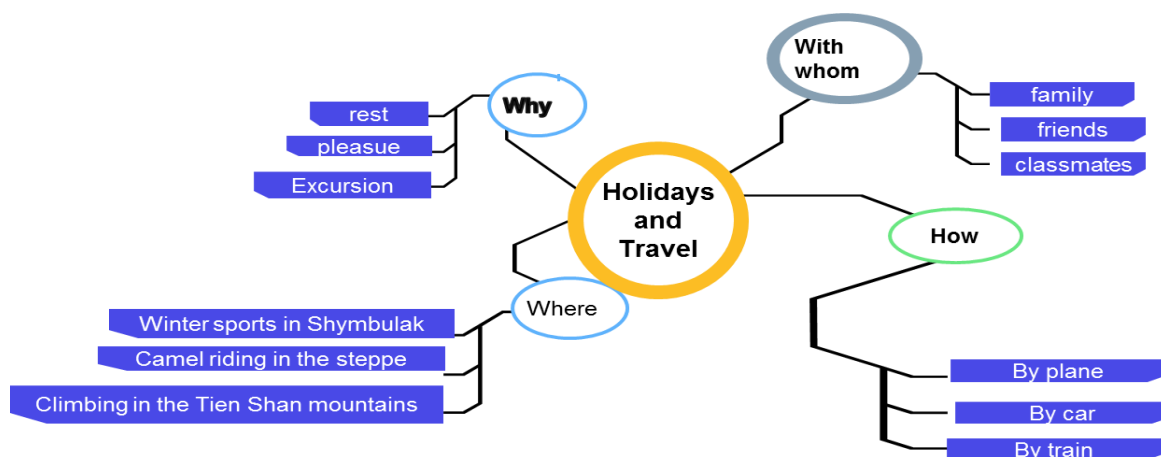 Holidays
and
Travel
Why
rest
pleasue
Excursion
With
whom
family
friends
classmates
How
By plane
By car
By train
Where
Winter sports in Shymbulak
Camel riding in the steppe
Climbing in the Tien Shan mountains